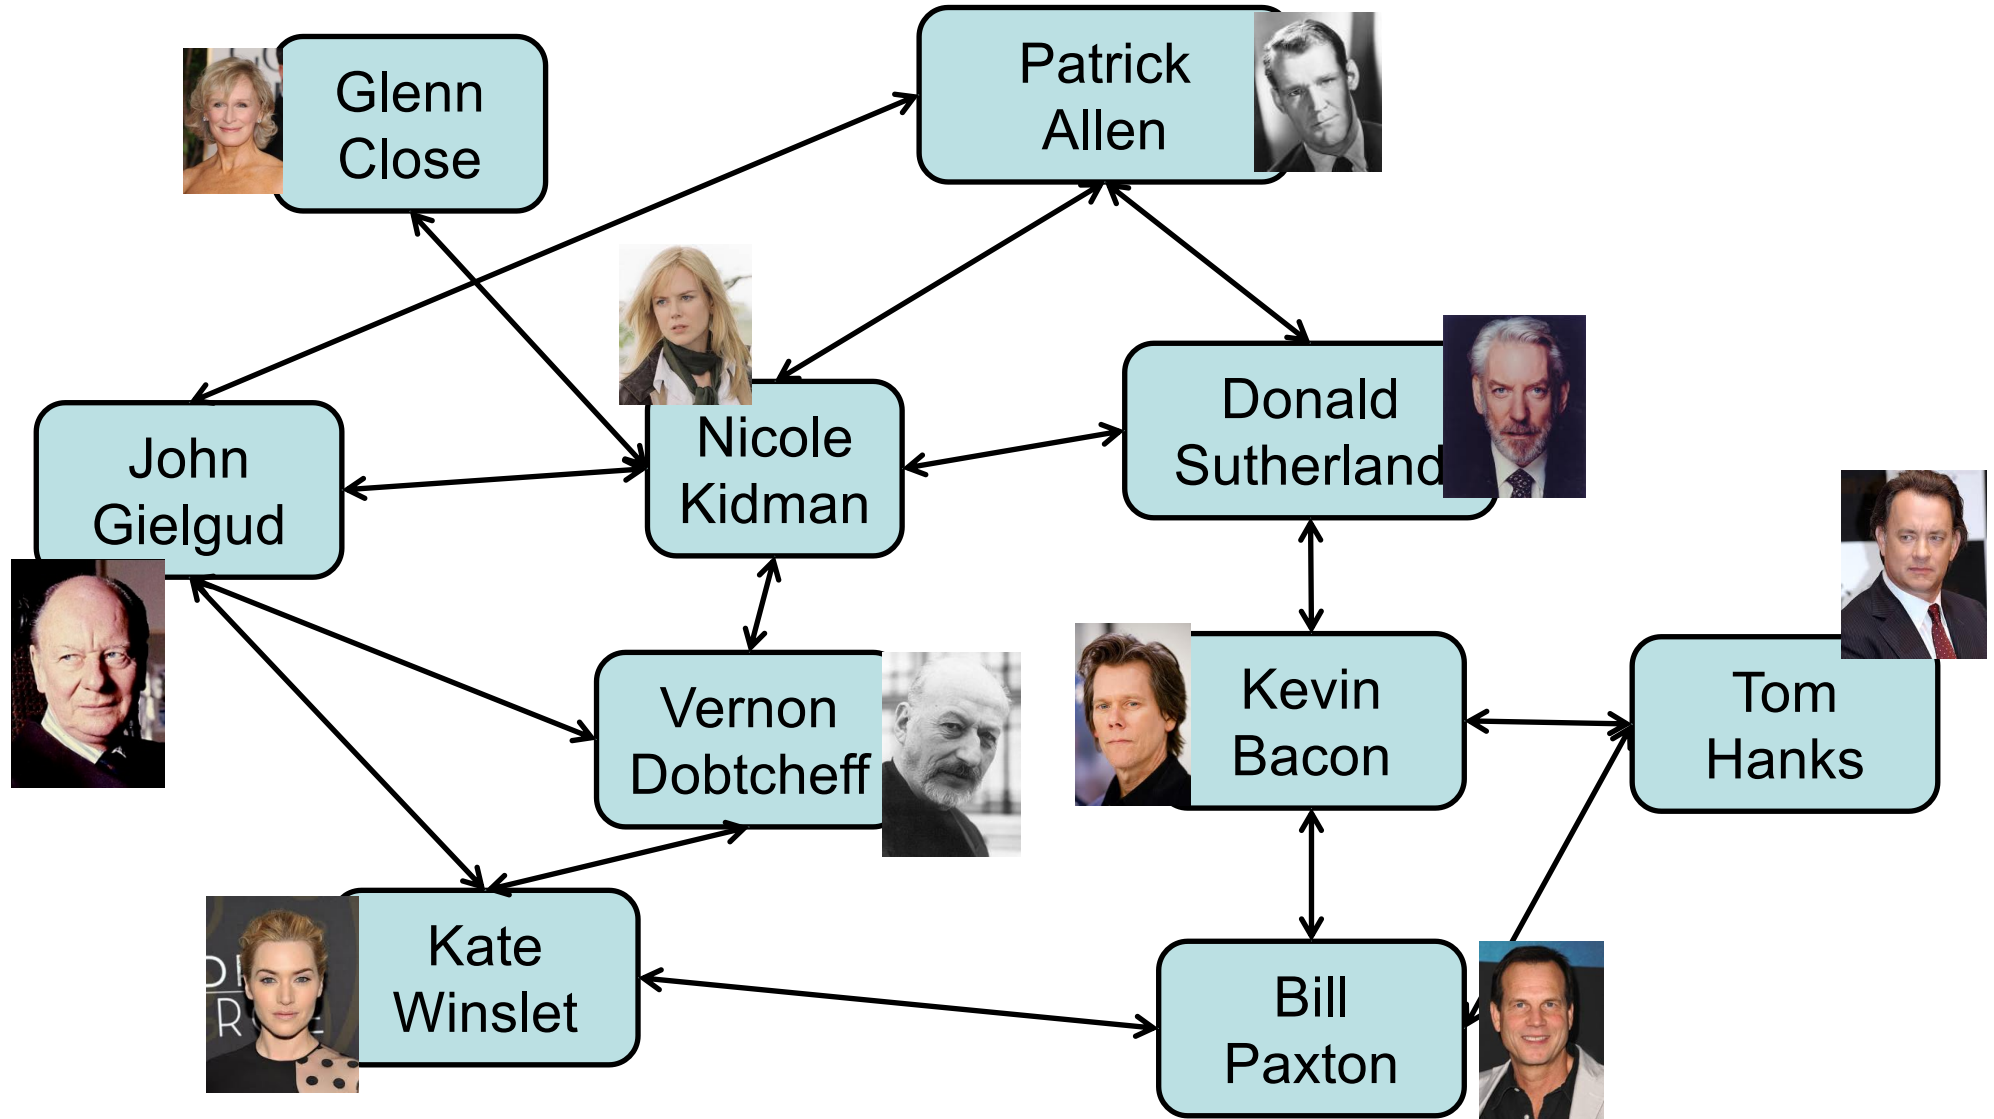 Glenn
Close
Patrick
Allen
Nicole
Kidman
Donald
Sutherland
John
Gielgud
Vernon
Dobtcheff
Kevin
Bacon
Tom
Hanks
Kate
Winslet
Bill
Paxton